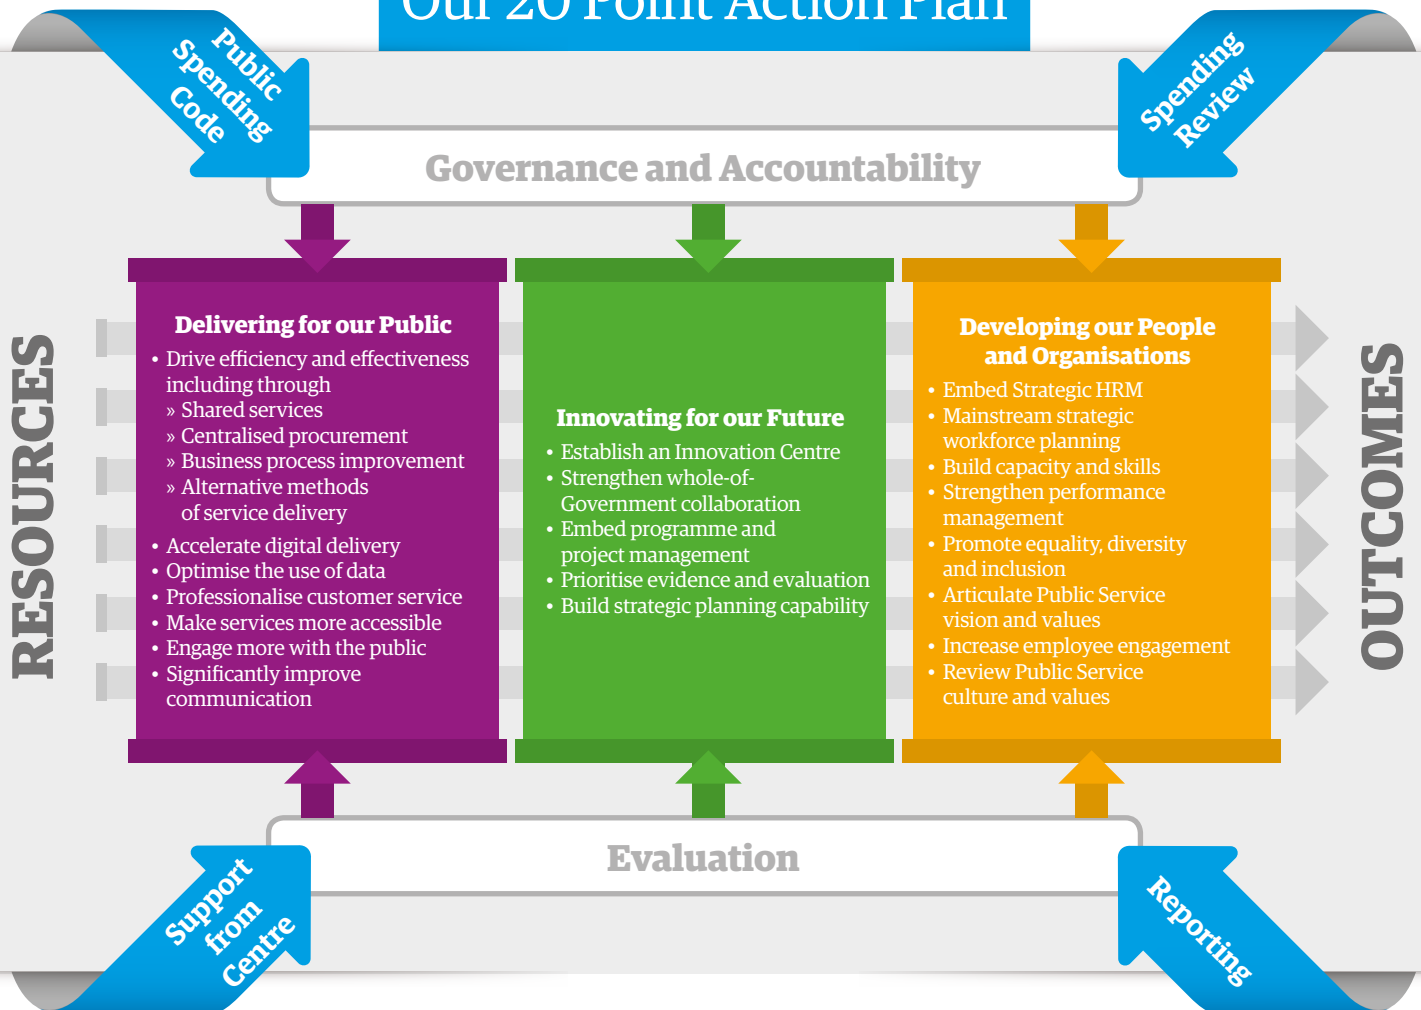 Our 20 Point Action Plan
Public
Spending
Code
Spending
Review
Governance and Accountability
RESOURCES
Delivering for our Public
• Drive efficiency and effectiveness
including through
» Shared services
» Centralised procurement
» Business process improvement
» Alternative methods
of service delivery
• Accelerate digital delivery
• Optimise the use of data
• Professionalise customer service
• Make services more accessible
• Engage more with the public
• Significantly improve
communication
Innovating for our Future
• Establish an Innovation Centre
• Strengthen whole-of-
Government collaboration
• Embed programme and
project management
• Prioritise evidence and evaluation
• Build strategic planning capability
Developing our People
and Organisations
• Embed Strategic HRM
• Mainstream strategic
workforce planning
• Build capacity and skills
• Strengthen performance
management
• Promote equality, diversity
and inclusion
• Articulate Public Service
vision and values
• Increase employee engagement
• Review Public Service
culture and values
OUTCOMES
Evaluation
Support
from
Centre
Reporting